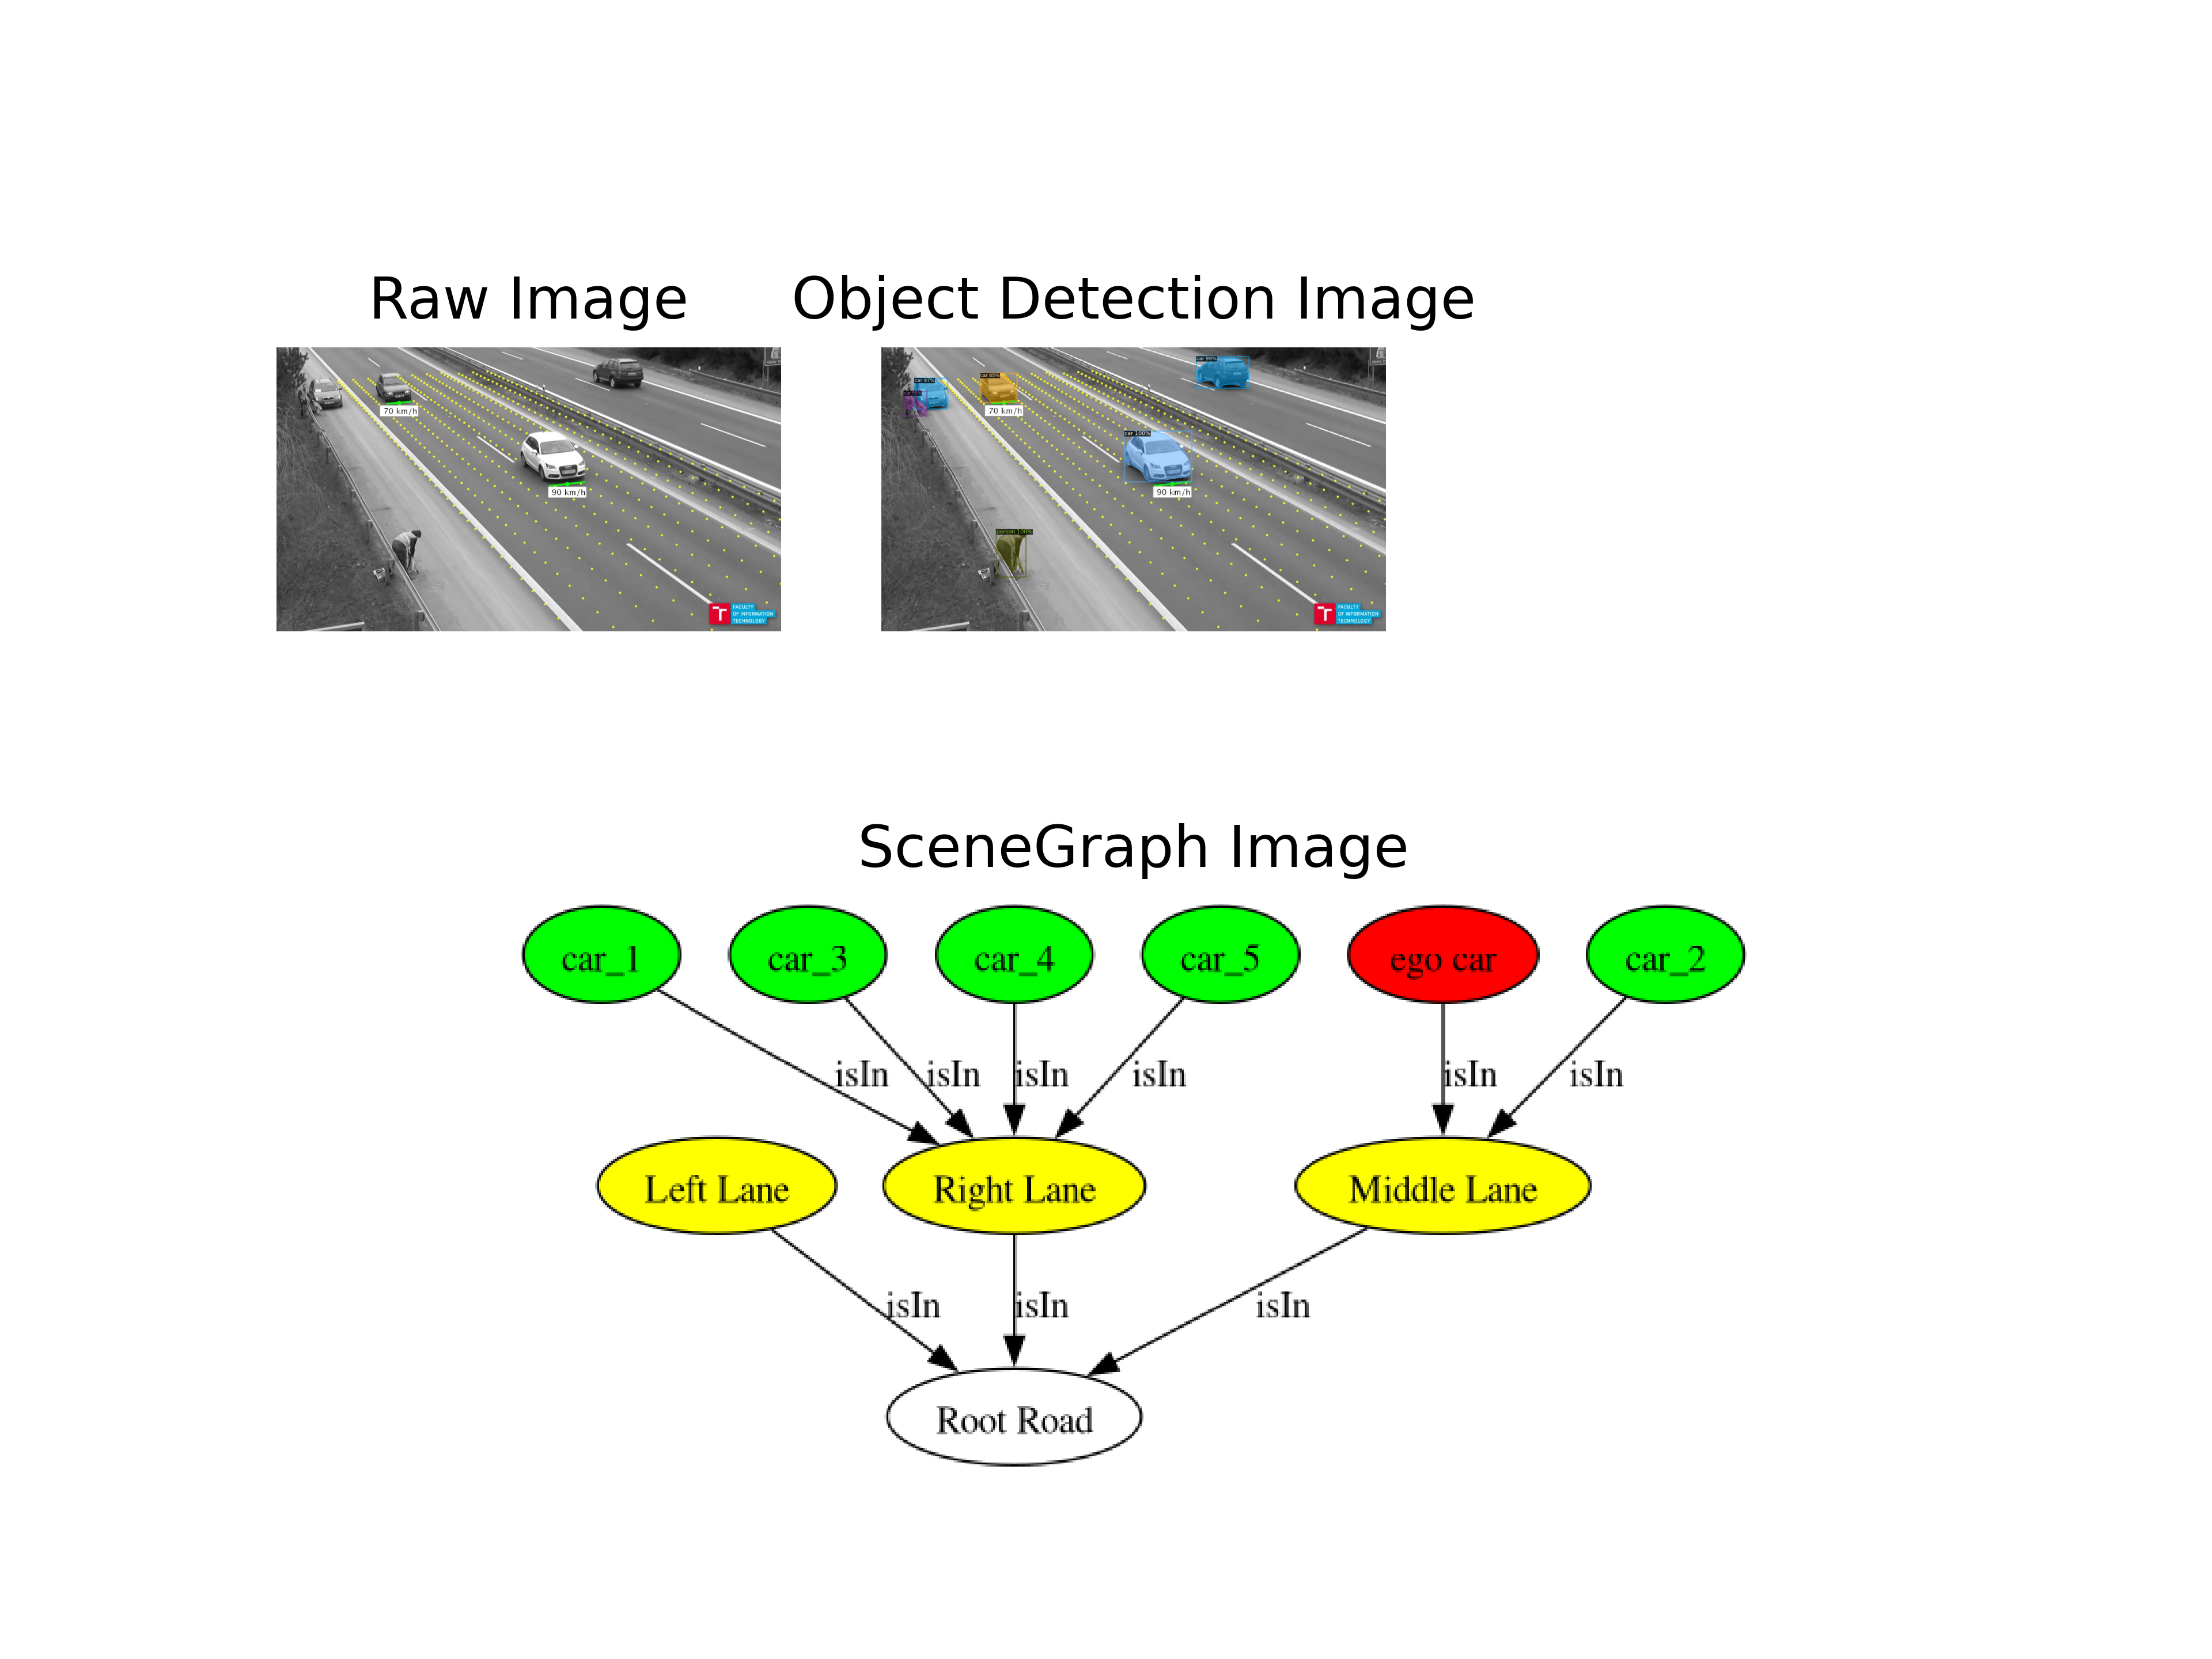 Raw Image
Object Detection Image
70 km/h
90 km/h
FACULTY
OF INFORMATION
TECHNOLOGY
car 99%
car 97%
car 95%
70 km/h
car 100%
90 km/h
person 100%
FACULTY
OF INFORMATION
TECHNOLOGY
SceneGraph Image
car_1 car_3 car_4 car_5 ego car car_2
isIn isIn isIn isIn isIn isIn
Left Lane Right Lane Middle Lane
isIn isIn isIn
Root Road